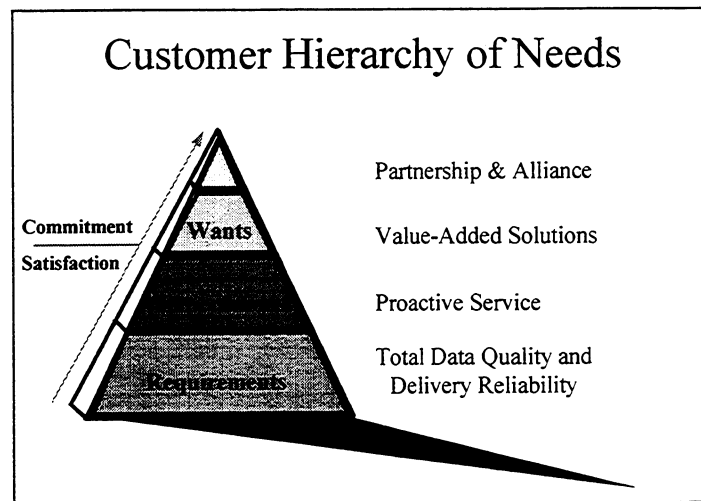 Customer Hierarchy of Needs
Partnership & Alliance
Commitment
Satisfaction
Wants
Value-Added Solutions
Proactive Service
Requirements
Total Data Quality and
Delivery Reliability